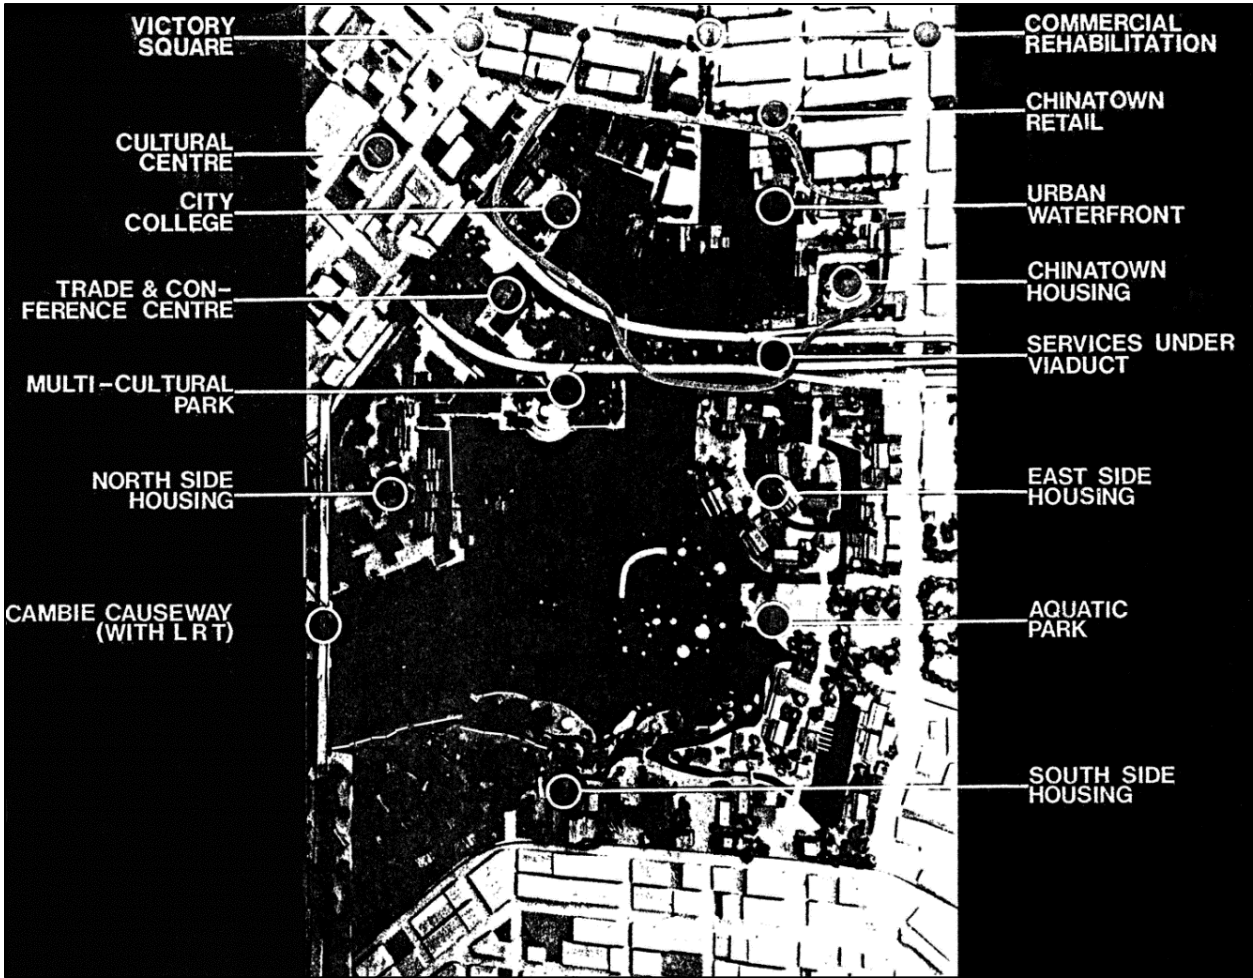 VICTORY
SQUARE
CULTURAL
CENTRE
CITY
COLLEGE
TRADE & CON-
FERENCE CENTRE
MULTI-CULTURAL
PARK
NORTH SIDE
HOUSING
CAMBIE CAUSEWAY
(WITH L R T)
COMMERCIAL
REHABILITATION
CHINATOWN
RETAIL
URBAN
WATERFRONT
CHINATOWN
HOUSING
SERVICES UNDER
VIADUCT
EAST SIDE
HOUSING
AQUATIC
PARK
SOUTH SIDE
HOUSING